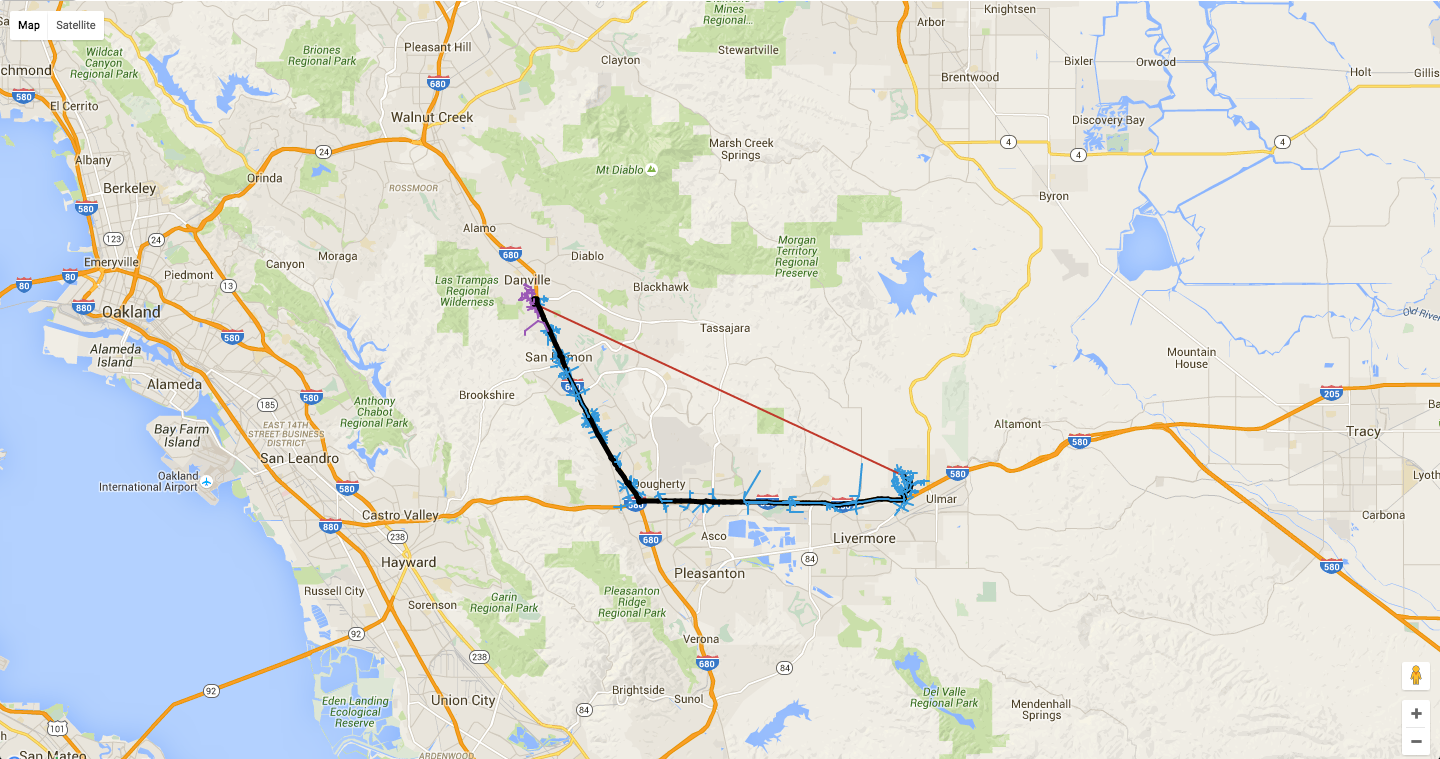 Map
Satellite
Knightsen
Arbor
Mines
Regional...
Pleasant Hill
Stewartville
Wildcat
Canyon
Regional Park
Briones
Regional Park
Clayton
Bixler
Orwood
Holt
Gillis
chmond
680
Brentwood
580
El Cerrito
Walnut Creek
Discovery Bay
Marsh Creek
Springs
4
4
4
24
Albany
Mt Diablo
Orinda
Berkeley
ROSSMOOR
Byron
580
Alamo
123
24
Morgan
Territory
Regional
Preserve
680
Diablo
Moraga
Emeryville
Canyon
Piedmont
80
80
13
Las Trampas
Regional
Wilderness
Danville
Blackhawk
880
Oakland
Old River
Tassajara
580
Alameda
Island
Mountain
House
San Ramon
Alameda
680
205
Brookshire
580
185
Anthony
Chabot
Regional Park
Bay Farm
Island
EAST 14TH
STREET BUSINESS
DISTRICT
Altamont
580
Tracy
San Leandro
Oakland
International Airport
580
580
Dougherty
Ulmar
580
580
580
Castro Valley
880
238
680
Asco
Livermore
Carbona
84
Hayward
580
Pleasanton
Russell City
Sorenson
Garin
Regional Park
Pleasanton
Ridge
Regional Park
92
Verona
238
680
84
92
Brightside
Sunol
Del Valle
Regional Park
Union City
Eden Landing
Ecological
Reserve
84
Mendenhall
Springs
101
San Mateo
ARDENWOOD